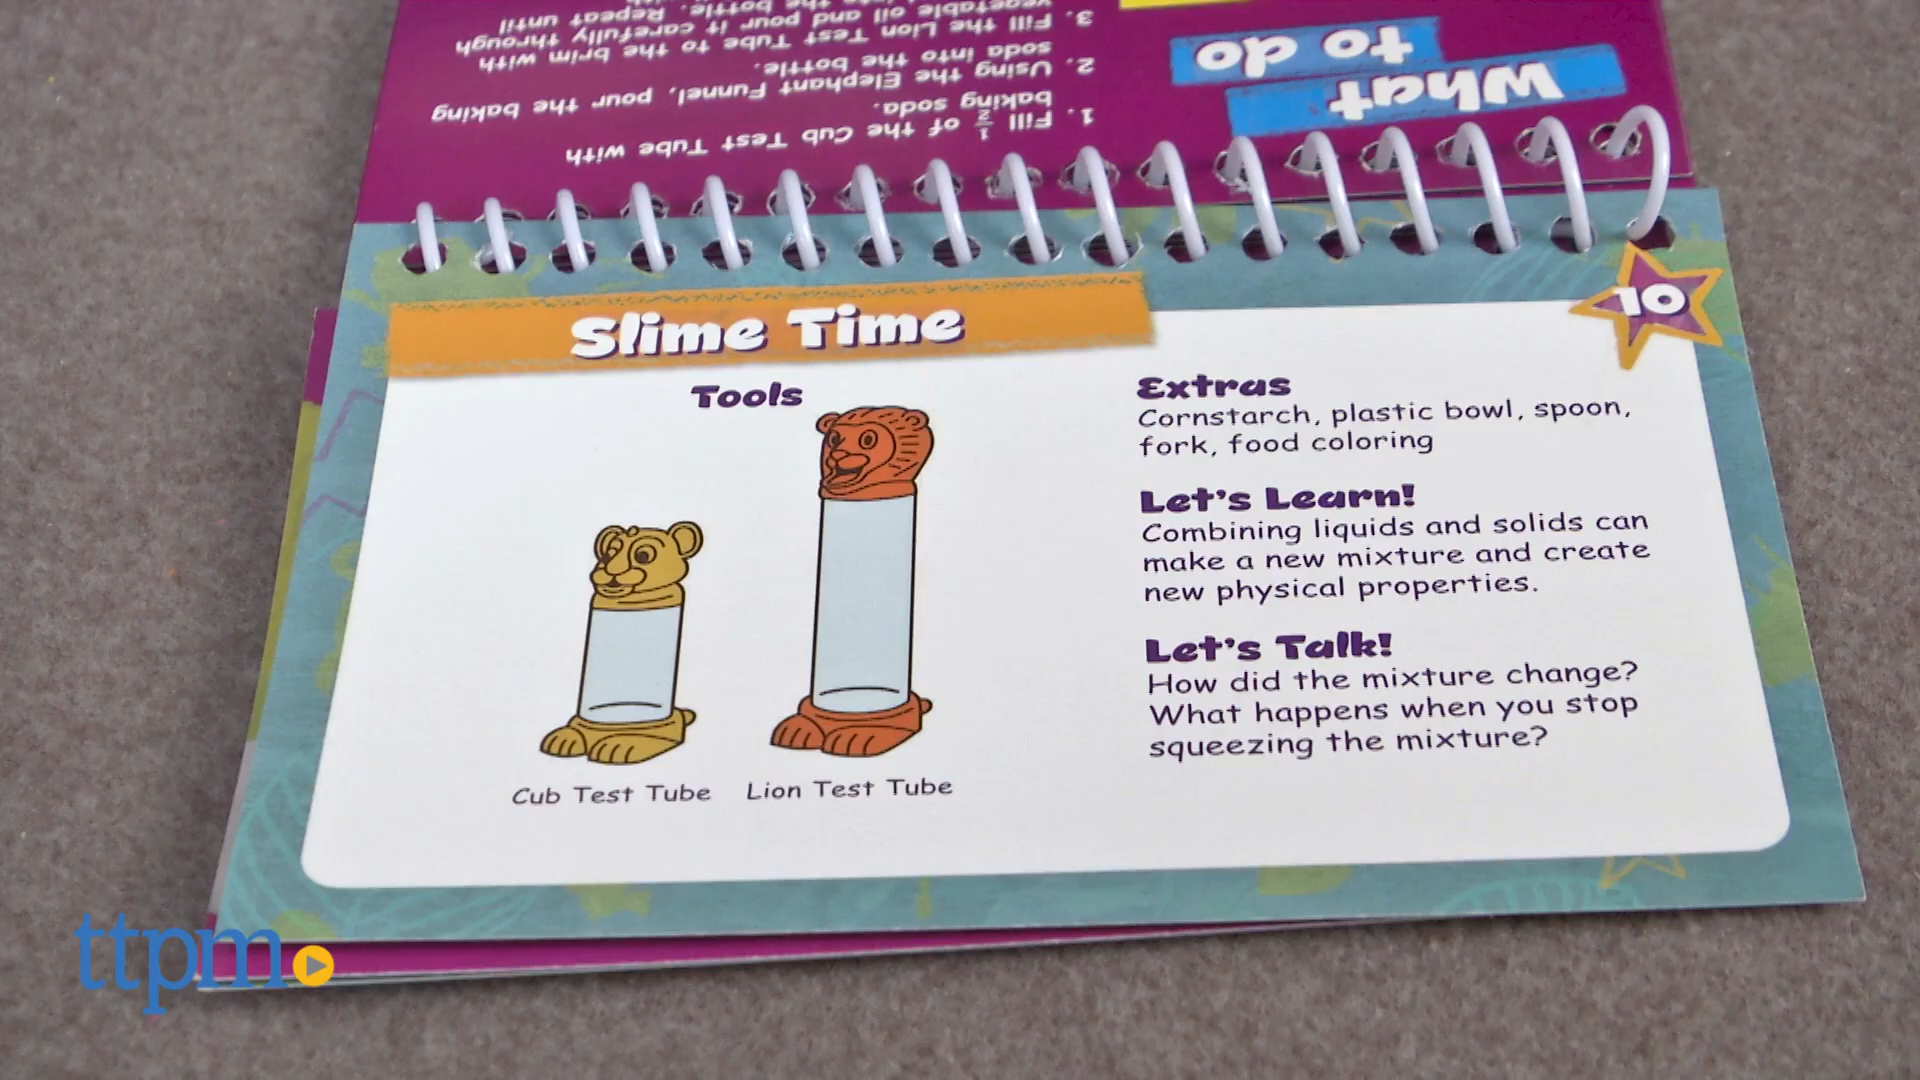 What
to do
1. Fill 1/2 of the Cub Test Tube with
baking soda.
2. Using the Elephant Funnel, pour the baking
soda into the bottle.
3. Fill the Lion Test Tube to the brim with
vegetable oil and pour it carefully through
into the bottle. Repeat until
Slime Time
10
Tools
Cub Test Tube
Lion Test Tube
Extras
Cornstarch, plastic bowl, spoon,
fork, food coloring
Let's Learn!
Combining liquids and solids can
make a new mixture and create
new physical properties.
Let's Talk!
How did the mixture change?
What happens when you stop
squeezing the mixture?
ttpm